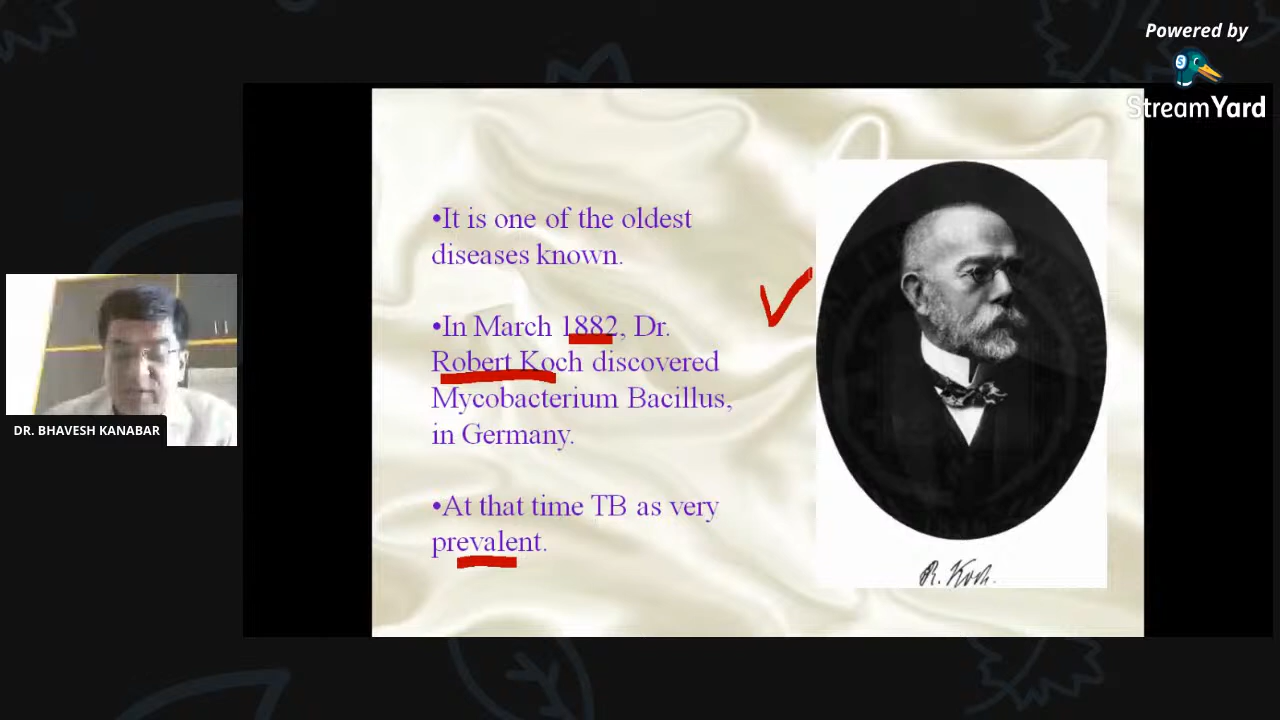 Powered by
StreamYard
•It is one of the oldest
diseases known.
•In March 1882, Dr.
Robert Koch discovered
Mycobacterium Bacillus,
in Germany.
•At that time TB as very
prevalent.
R. Koch.
DR. BHAVESH KANABAR